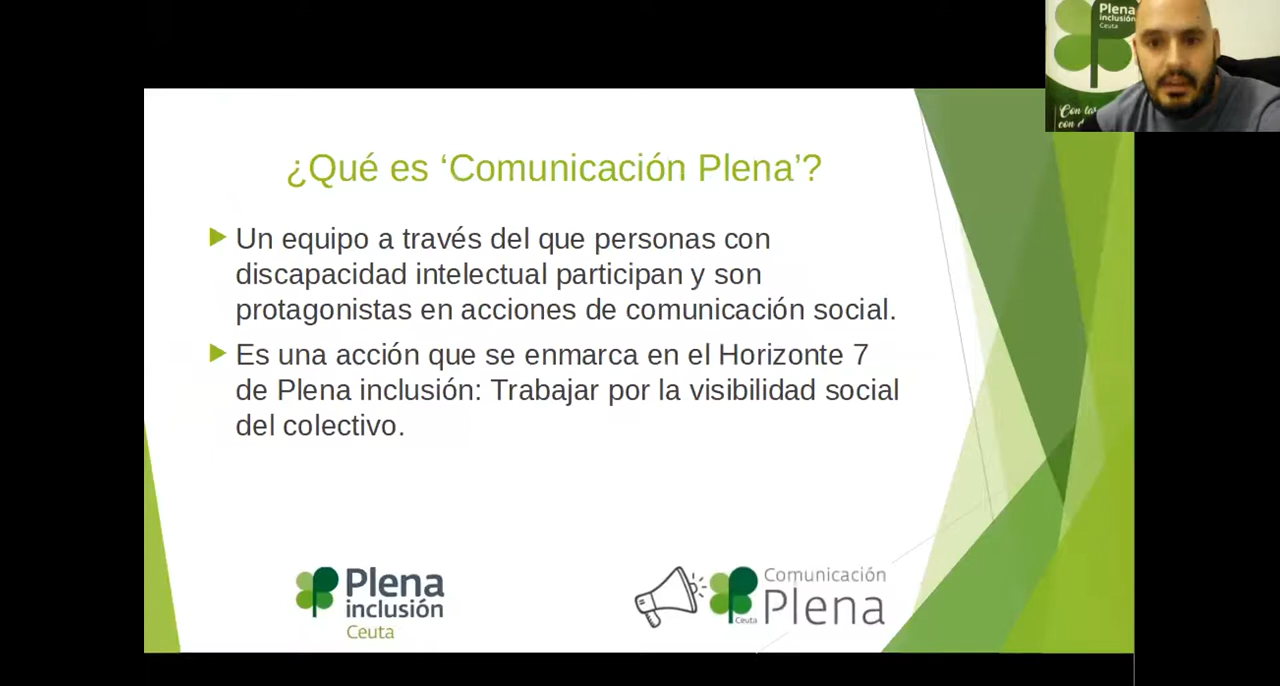 Plena
inclusión
Ceuta
¿Qué es ‘Comunicación Plena’?
Un equipo a través del que personas con
discapacidad intelectual participan y son
protagonistas en acciones de comunicación social.
Es una acción que se enmarca en el Horizonte 7
de Plena inclusión: Trabajar por la visibilidad social
del colectivo.
Plena
inclusión
Ceuta
Comunicación
Plena
Ceuta